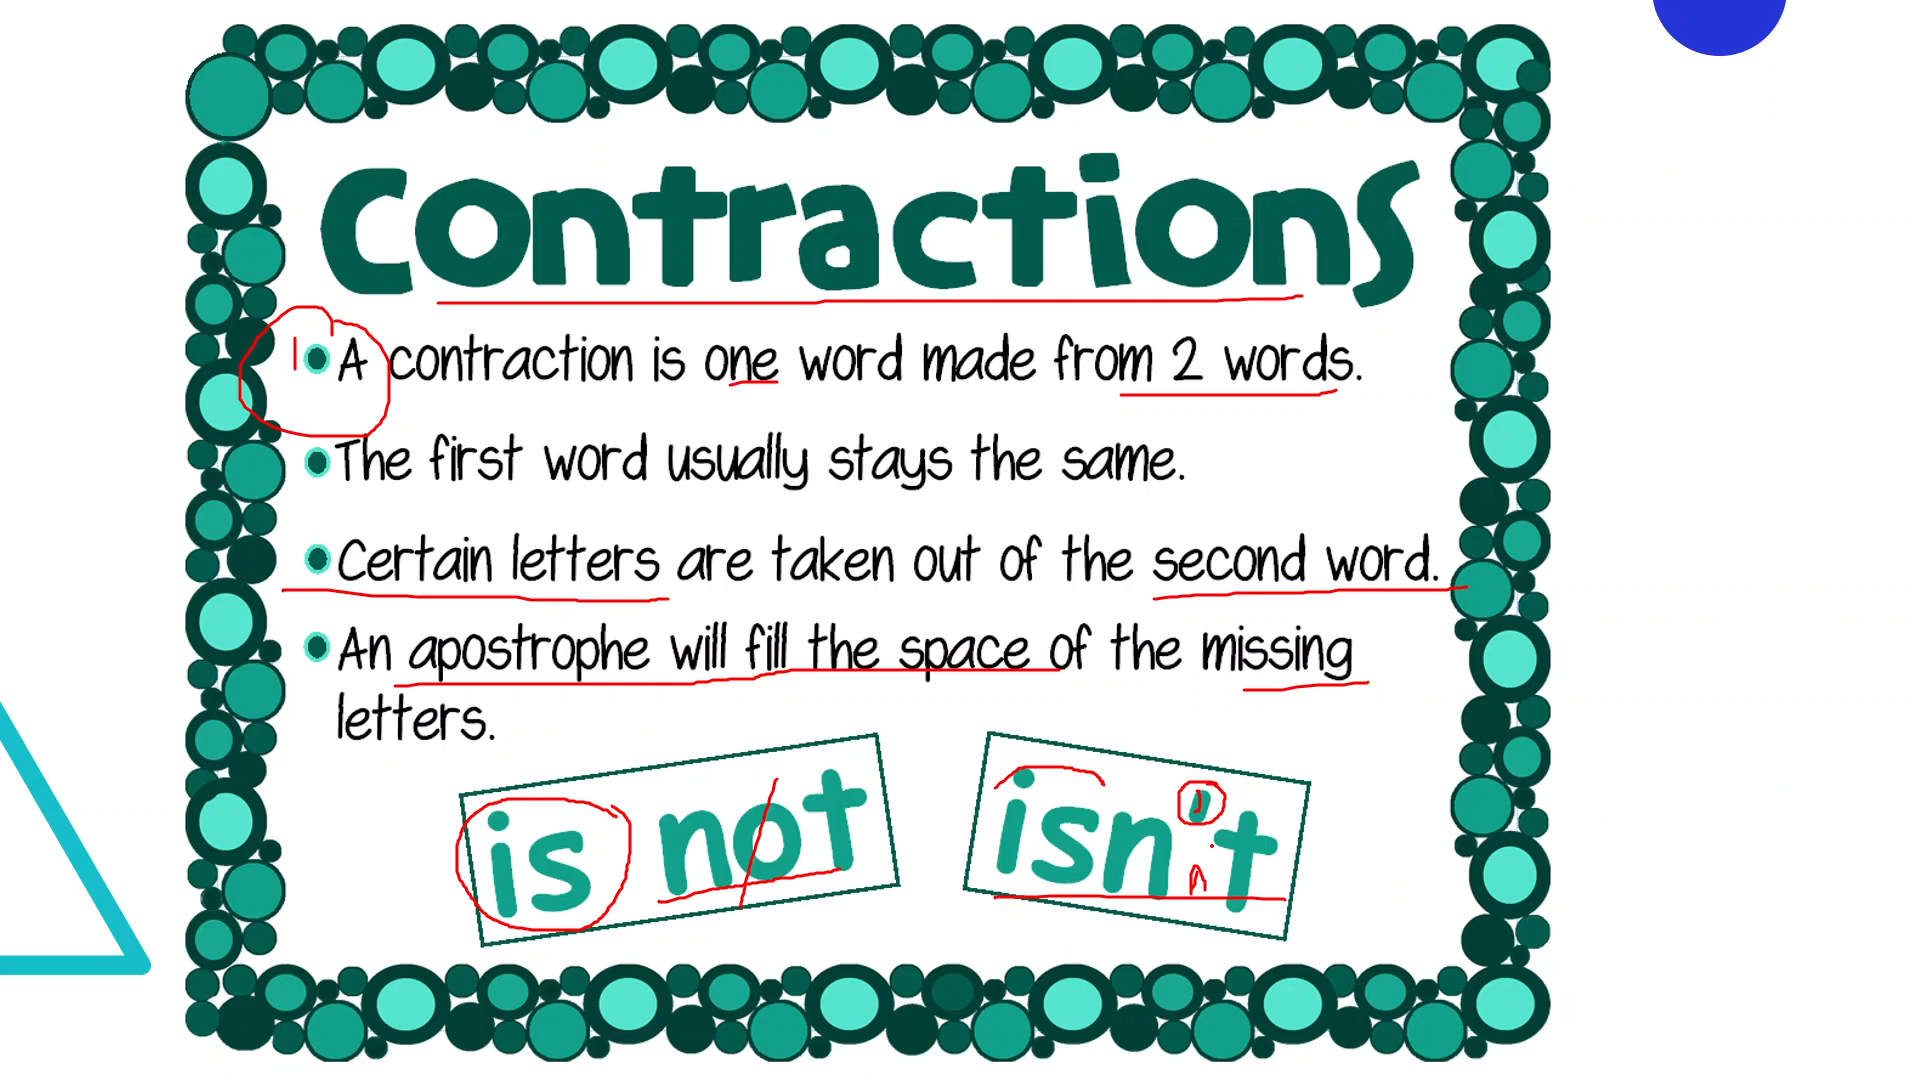 Contractions
1 • A contraction is one word made from 2 words.
• The first word usually stays the same.
• Certain letters are taken out of the second word.
• An apostrophe will fill the space of the missing
letters.
is not
isn't